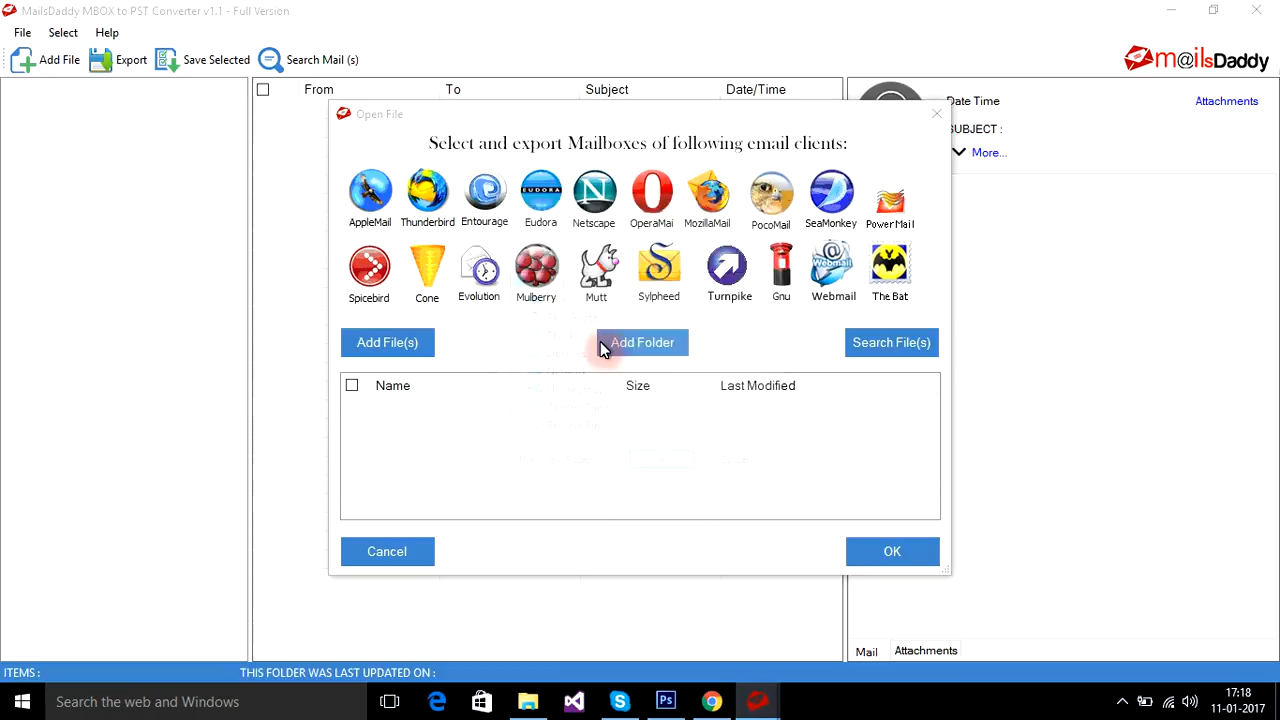 MailsDaddy MBOX to PST Converter v1.1 - Full Version
File Select Help
Add File Export Save Selected Search Mail (s)
m@ilsDaddy
From To Subject Date/Time
Date Time Attachments
SUBJECT :
More...
Open File
Select and export Mailboxes of following email clients:
AppleMail Thunderbird Entourage Eudora Netscape OperaMai MozillaMail PocoMail SeaMonkey PowerMail
Spicebird Cone Evolution Mulberry Mutt Sylpheed Turnpike Gnu Webmail The Bat
Add File(s) Add Folder Search File(s)
Name Size Last Modified
Cancel OK
Mail Attachments
ITEMS : THIS FOLDER WAS LAST UPDATED ON :
Search the web and Windows
17:18
11-01-2017